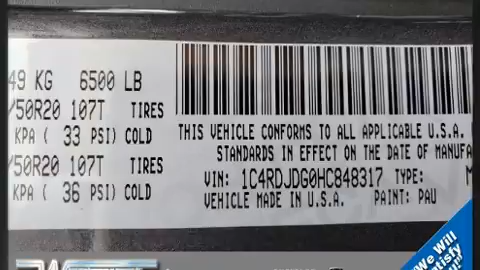 49 KG 6500 LB
/50R20 107T TIRES
KPA ( 33 PSI) COLD
/50R20 107T TIRES
KPA ( 36 PSI) COLD
THIS VEHICLE CONFORMS TO ALL APPLICABLE U.S.A.
STANDARDS IN EFFECT ON THE DATE OF MANUFA
VIN: 1C4RDJDG0HC848317 TYPE: M
VEHICLE MADE IN U.S.A. PAINT: PAU
We Will
Satisfy